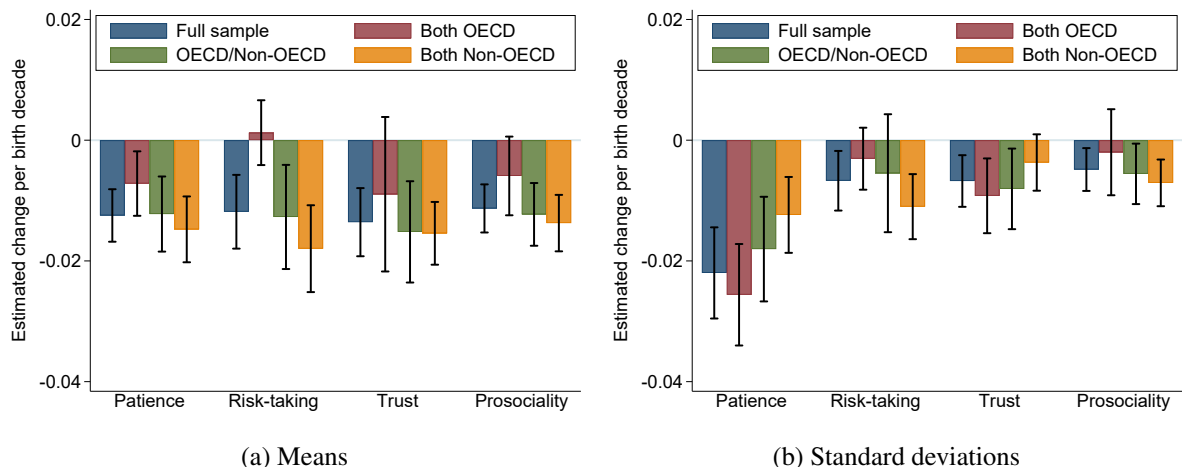 0.02
Full sample
Both OECD
OECD/Non-OECD
Both Non-OECD
0
-0.02
-0.04
Estimated change per birth decade
Patience
Risk-taking
Trust
Prosociality
(a) Means
0.02
Full sample
Both OECD
OECD/Non-OECD
Both Non-OECD
0
-0.02
-0.04
Estimated change per birth decade
Patience
Risk-taking
Trust
Prosociality
(b) Standard deviations